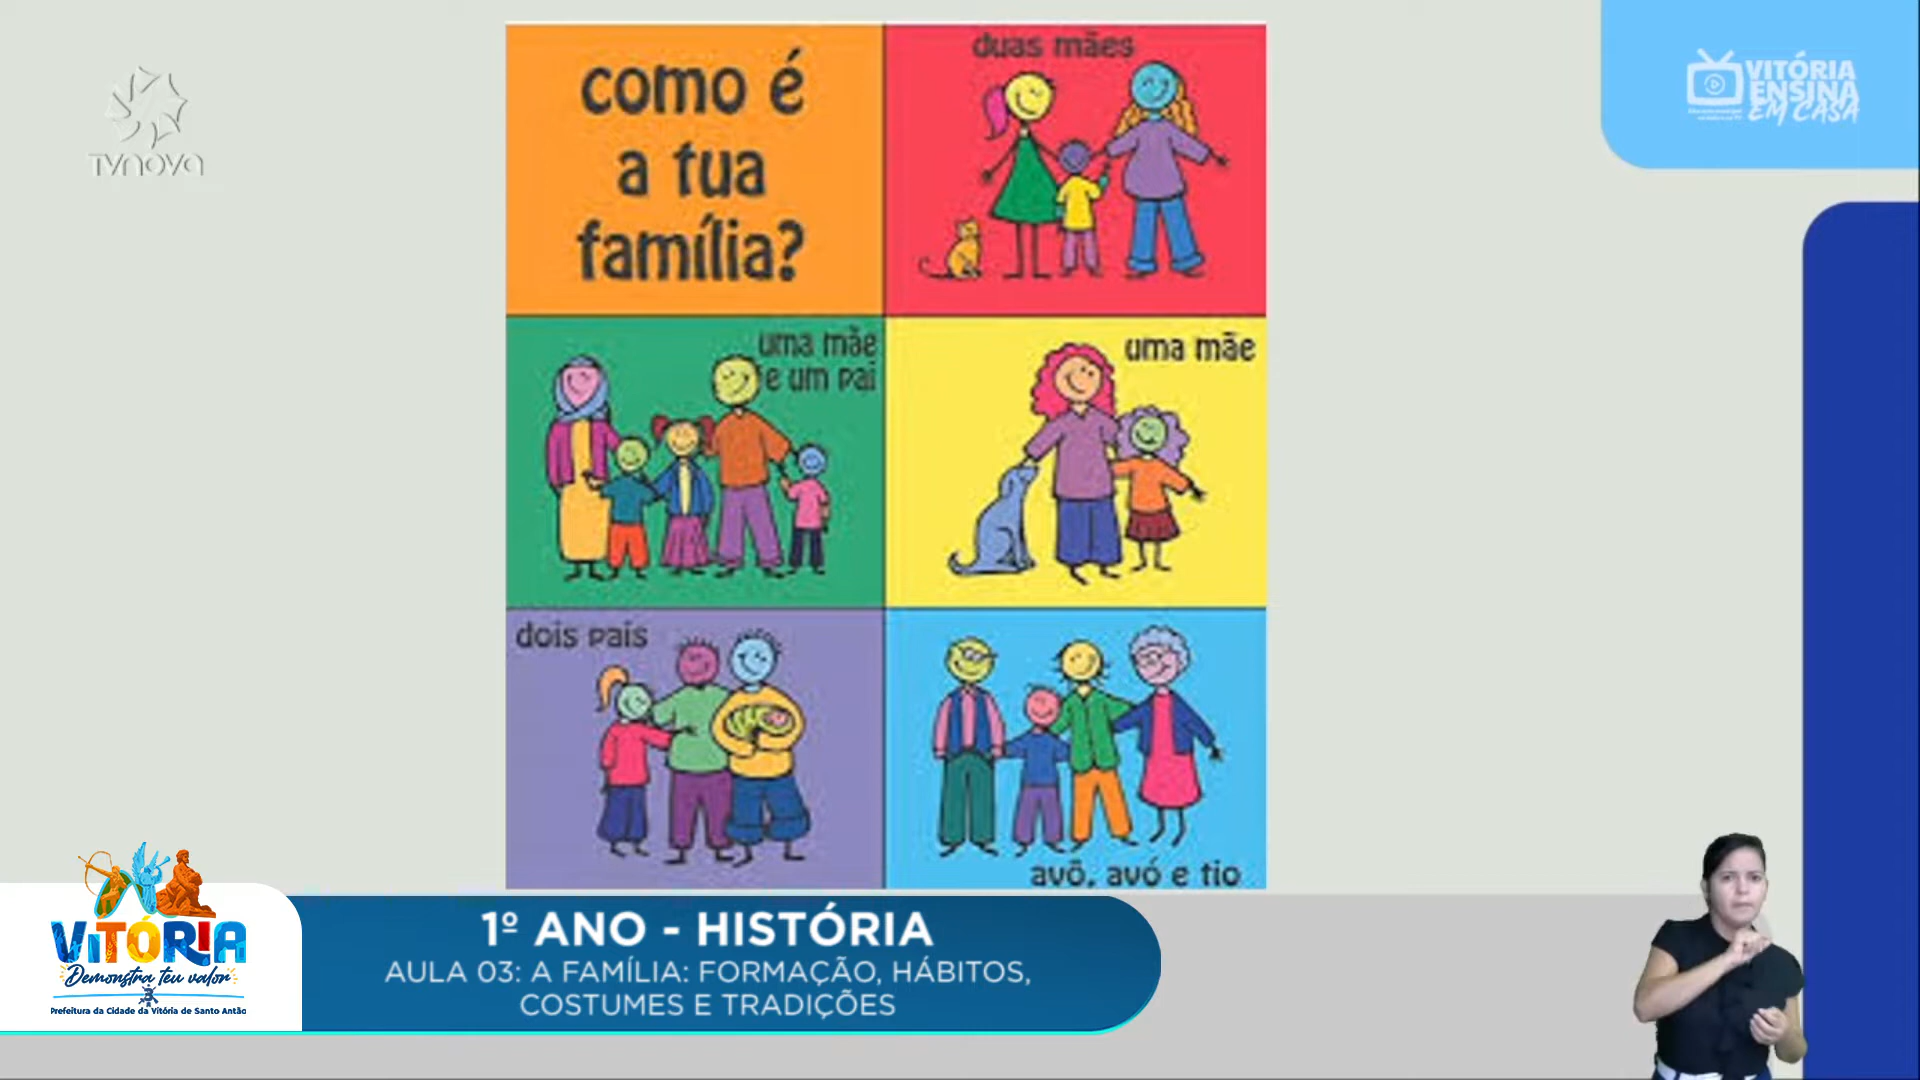 TVNOVA
VITÓRIA
ENSINA
EM CASA
como é
a tua
família?
duas mães
uma mãe
e um pai
uma mãe
dois pais
avô, avó e tio
VITÓRIA
Demonstra teu valor
Prefeitura da Cidade da Vitória de Santo Antão
1º ANO - HISTÓRIA
AULA 03: A FAMÍLIA: FORMAÇÃO, HÁBITOS,
COSTUMES E TRADIÇÕES